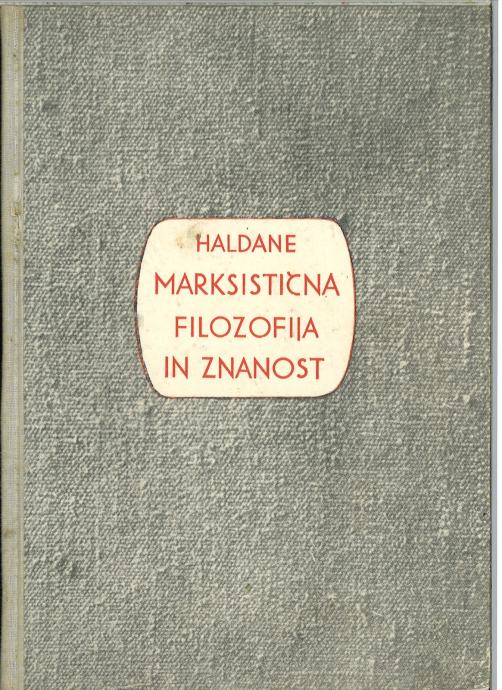 HALDANE
MARKSISTIČNA
FILOZOFIJA
IN ZNANOST